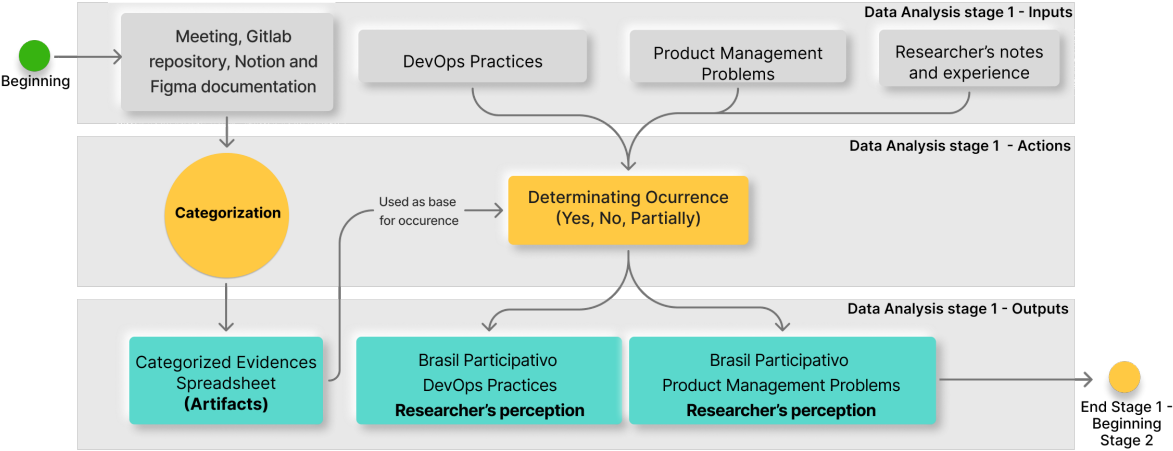 Data Analysis stage 1 - Inputs
Beginning
Meeting, Gitlab
repository, Notion and
Figma documentation
DevOps Practices
Product Management
Problems
Researcher's notes
and experience
Data Analysis stage 1 - Actions
Categorization
Used as base
for occurence
Determinating Ocurrence
(Yes, No, Partially)
Data Analysis stage 1 - Outputs
Categorized Evidences
Spreadsheet
(Artifacts)
Brasil Participativo
DevOps Practices
Researcher's perception
Brasil Participativo
Product Management Problems
Researcher's perception
End Stage 1 -
Beginning
Stage 2